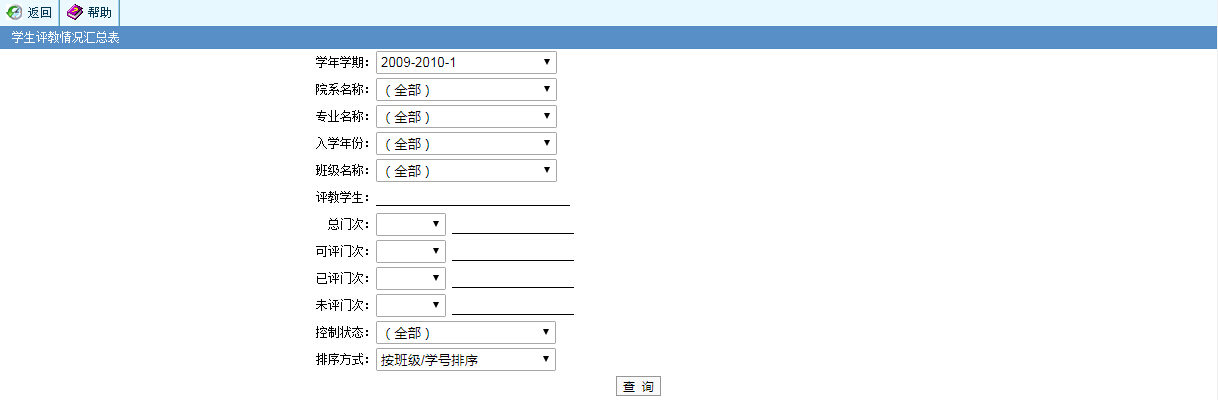 返回 帮助
学生评教情况汇总表
学年学期： 2009-2010-1
院系名称： （全部）
专业名称： （全部）
入学年份： （全部）
班级名称： （全部）
评教学生：
总门次：
可评门次：
已评门次：
未评门次：
控制状态： （全部）
排序方式： 按班级/学号排序
查 询